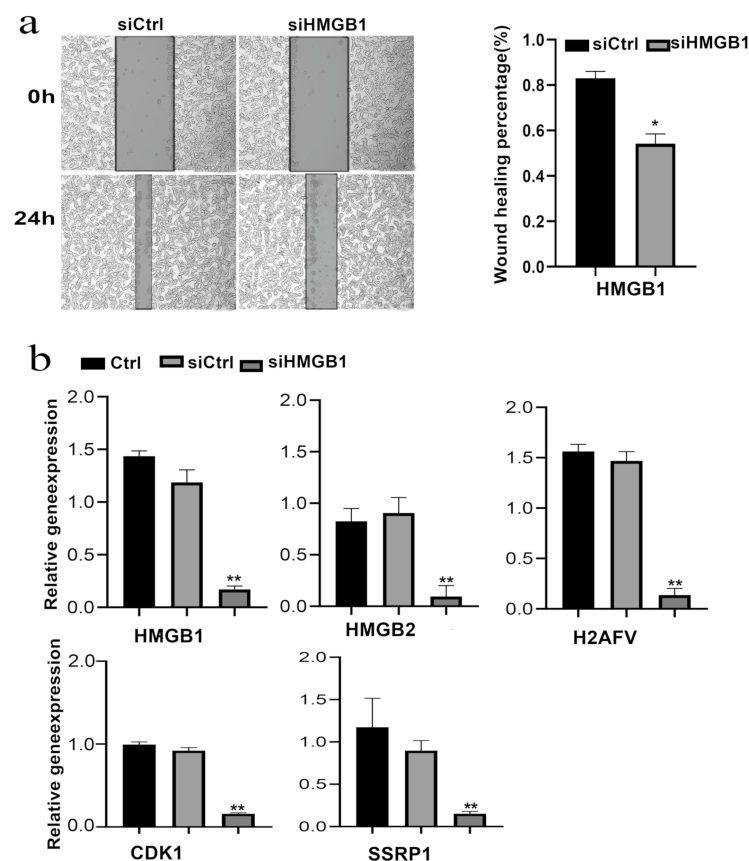 a
siCtrl
siHMGB1
0h
24h
siCtrl
siHMGB1
Wound healing percentage(%)
1.0
0.8
0.6
0.4
0.2
0.0
*
HMGB1
b
Ctrl
siCtrl
siHMGB1
Relative geneexpression
2.0
1.5
1.0
0.5
0.0
**
HMGB1
2.0
1.5
1.0
0.5
0.0
**
HMGB2
2.0
1.5
1.0
0.5
0.0
**
H2AFV
Relative geneexpression
2.0
1.0
0.0
**
CDK1
2.0
1.5
1.0
0.5
0.0
**
SSRP1